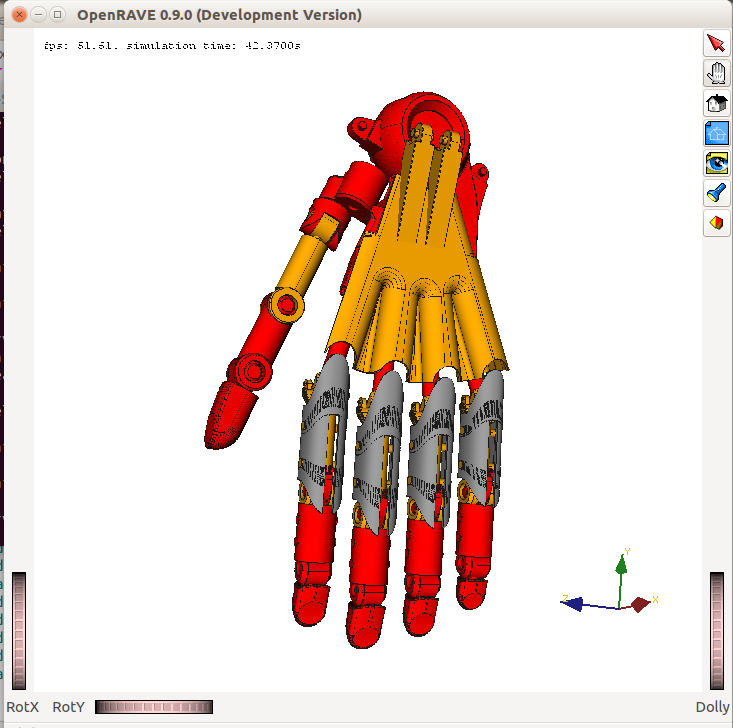 OpenRAVE 0.9.0 (Development Version)
fps: 51.51, simulation time: 42.3700s
Y
Z
X
RotX RotY Dolly